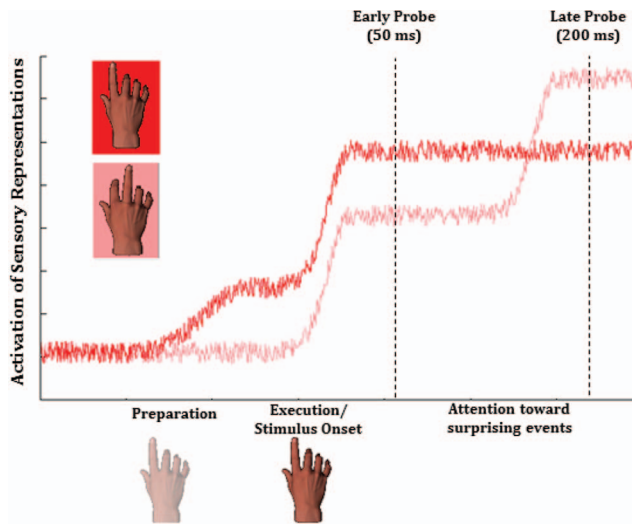 Early Probe
(50 ms)
Late Probe
(200 ms)
Activation of Sensory Representations
Preparation
Execution/
Stimulus Onset
Attention toward
surprising events